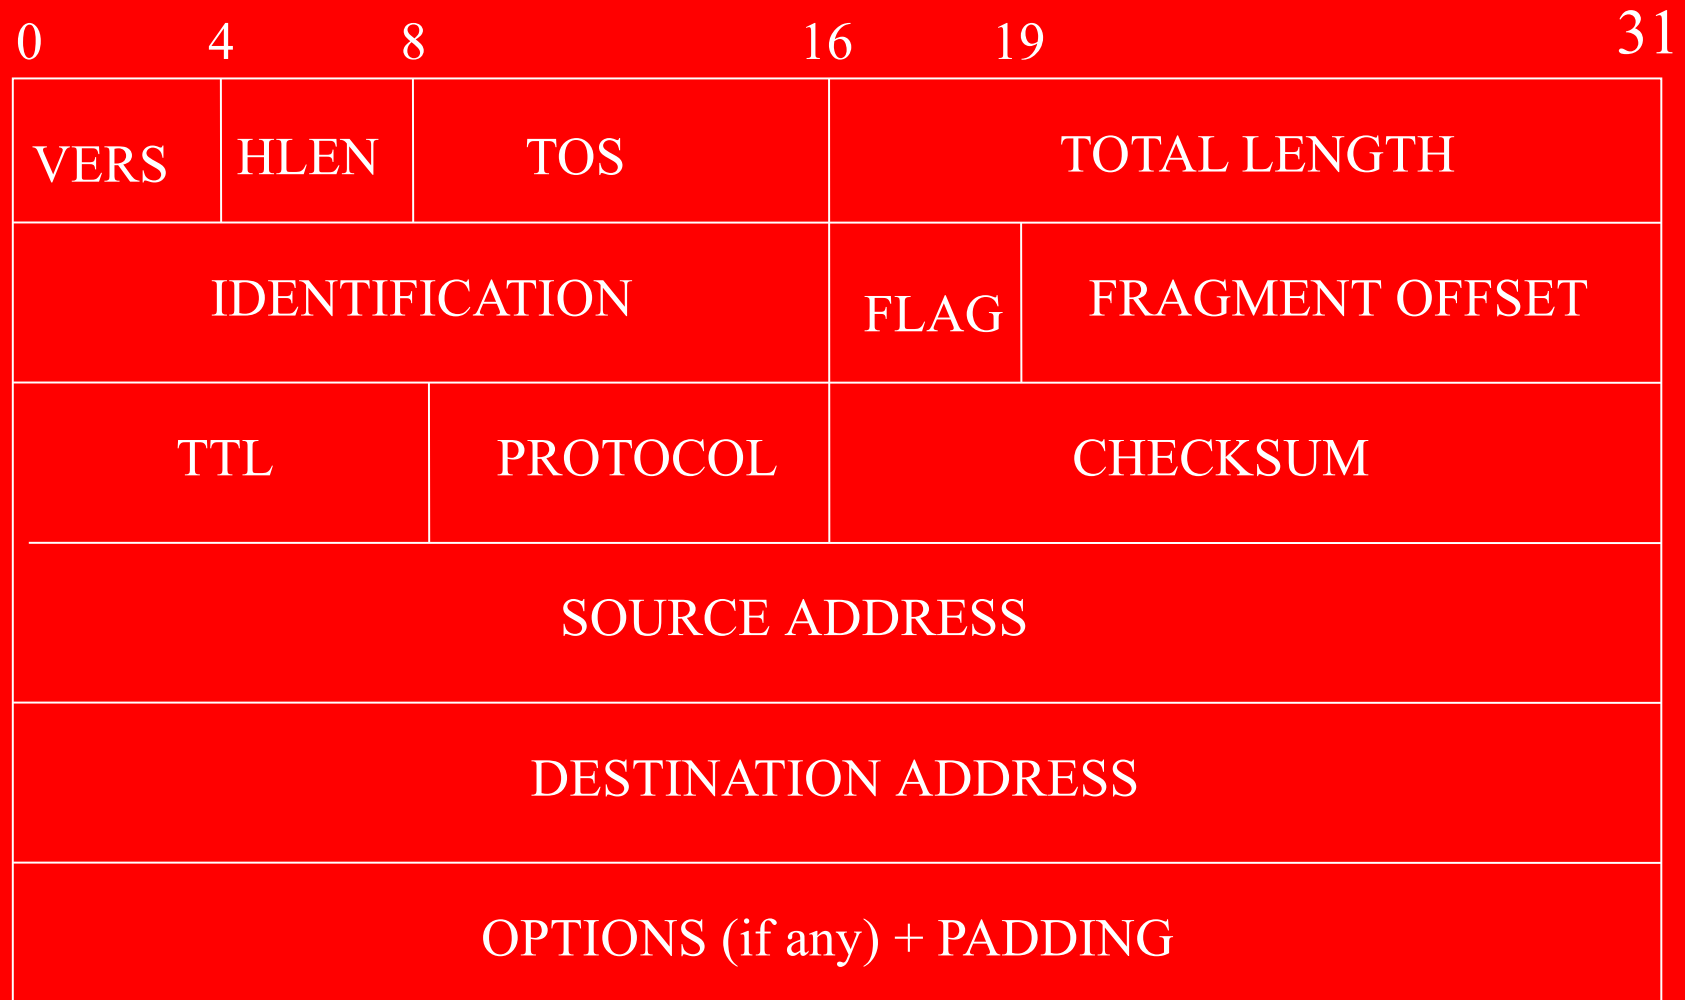 0 4 8 16 19 31
VERS HLEN TOS TOTAL LENGTH
IDENTIFICATION FLAG FRAGMENT OFFSET
TTL PROTOCOL CHECKSUM
SOURCE ADDRESS
DESTINATION ADDRESS
OPTIONS (if any) + PADDING